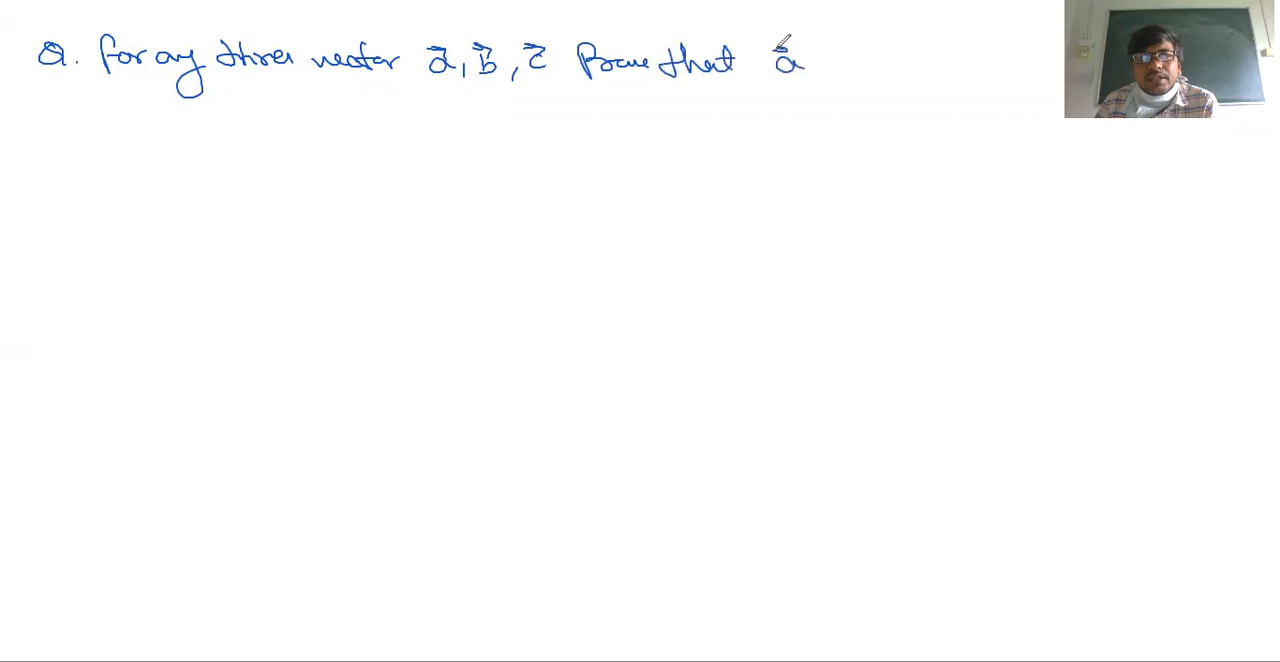 Q. For any three vector a⃗, b⃗, c⃗ Prove that a⃗